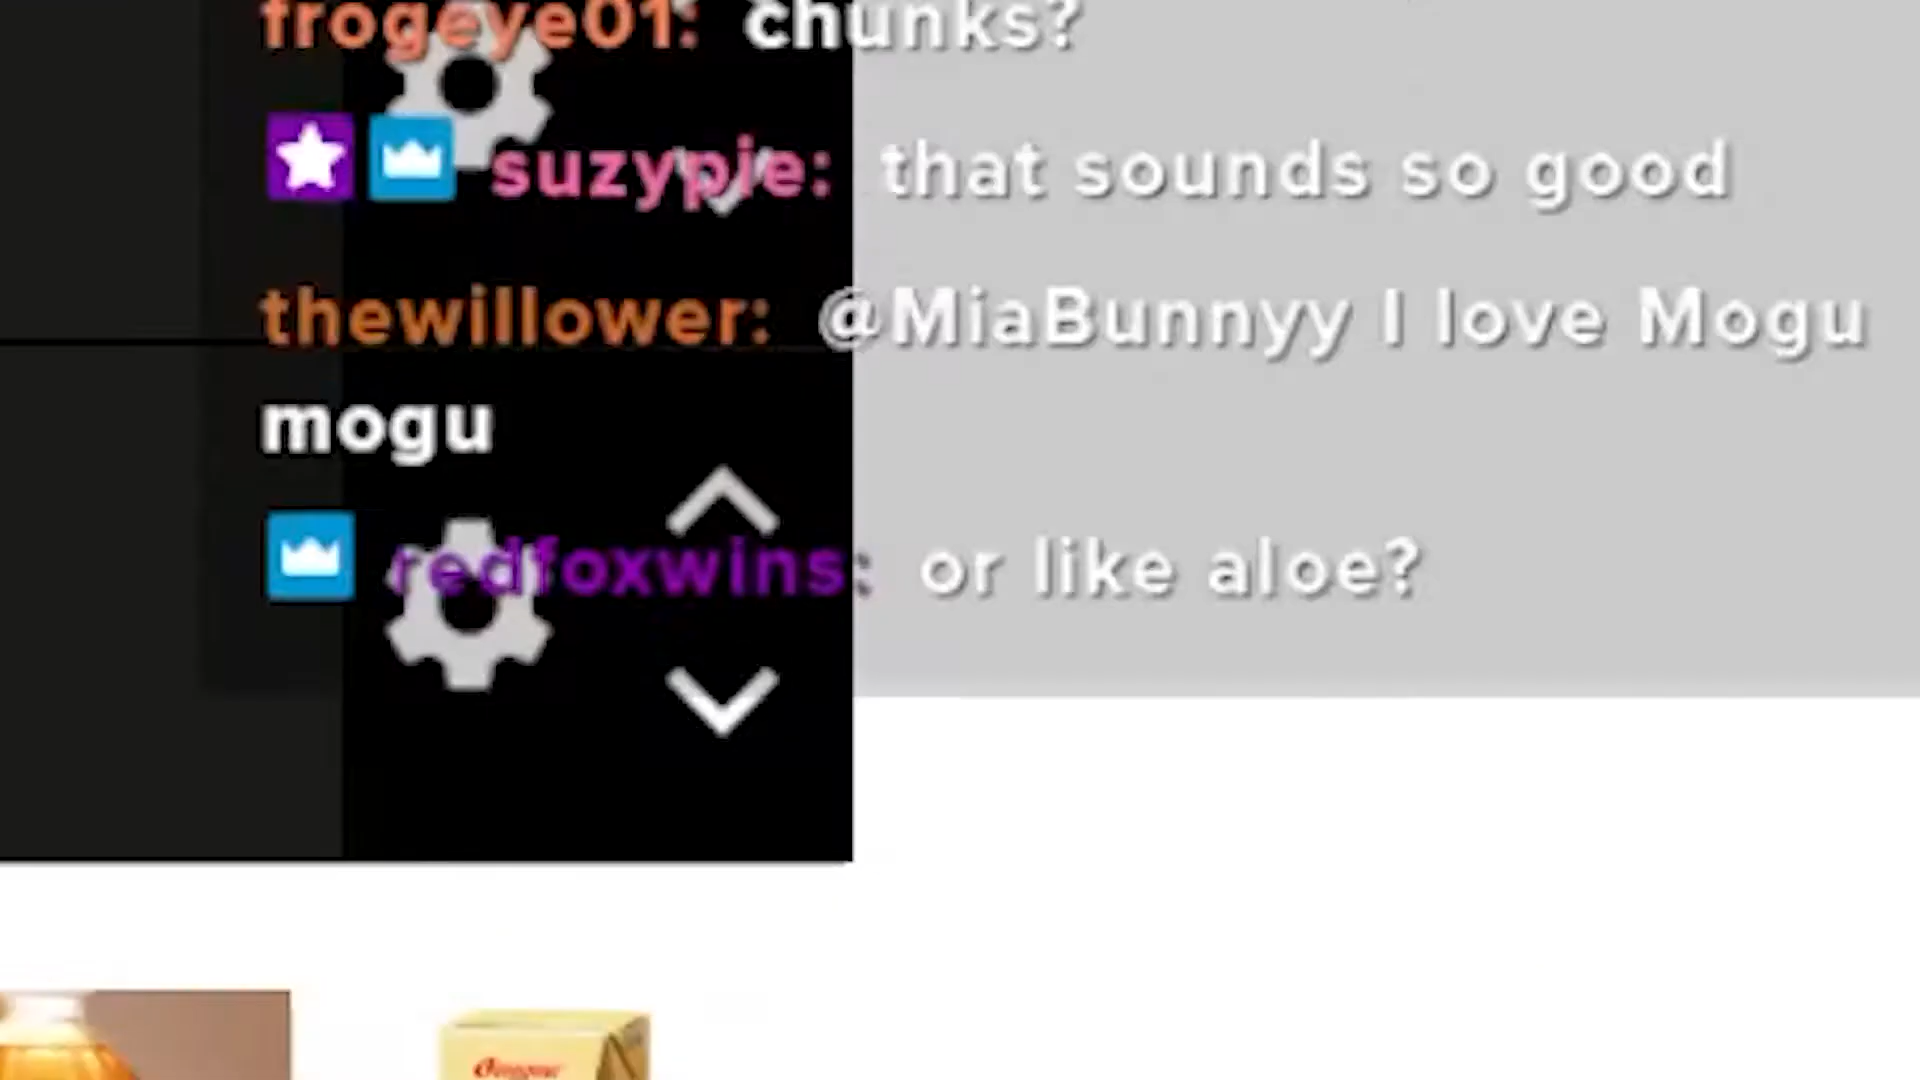 frogeye01: chunks?
suzypie: that sounds so good
thewillower: @MiaBunnyy I love Mogu
mogu
redfoxwins: or like aloe?